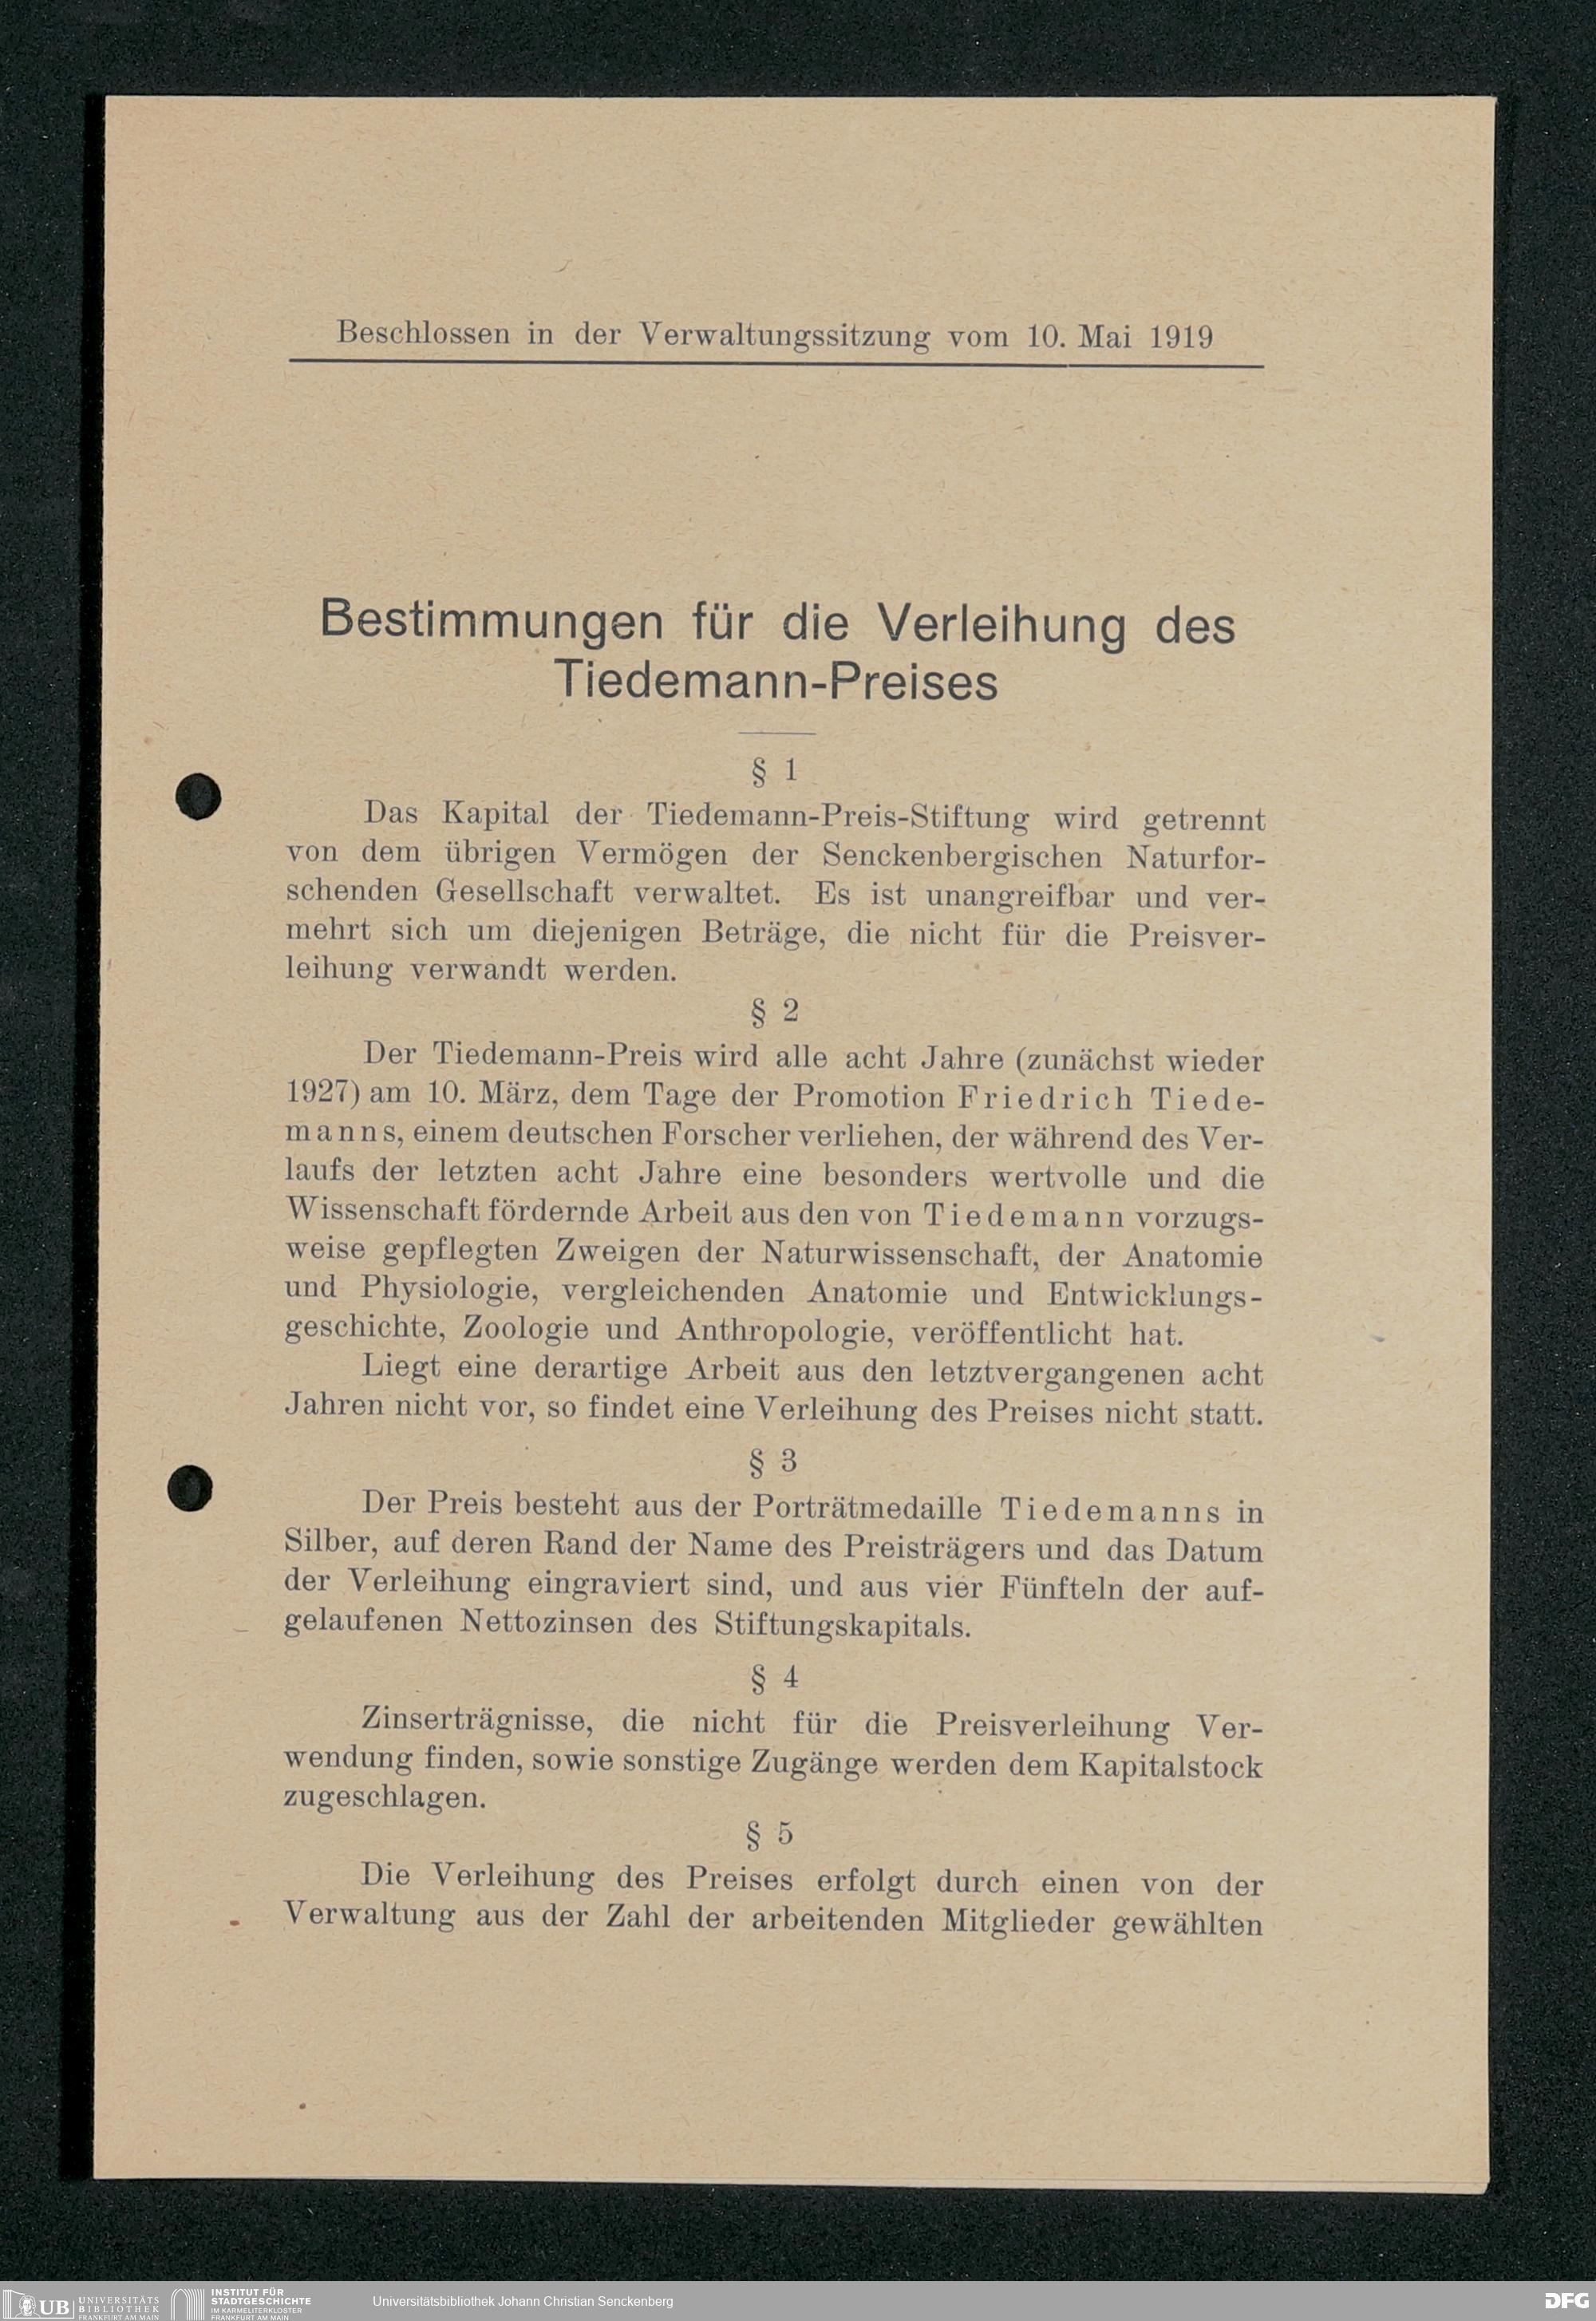 Beschlossen in der Verwaltungssitzung vom 10. Mai 1919
Bestimmungen für die Verleihung des
Tiedemann-Preises
§ 1
Das Kapital der Tiedemann-Preis-Stiftung wird getrennt
von dem übrigen Vermögen der Senckenbergischen Naturfor-
schenden Gesellschaft verwaltet. Es ist unangreifbar und ver-
mehrt sich um diejenigen Beträge, die nicht für die Preisver-
leihung verwandt werden.
§ 2
Der Tiedemann-Preis wird alle acht Jahre (zunächst wieder
1927) am 10. März, dem Tage der Promotion Friedrich Tiede-
manns, einem deutschen Forscher verliehen, der während des Ver-
laufs der letzten acht Jahre eine besonders wertvolle und die
Wissenschaft fördernde Arbeit aus den von Tiedemann vorzugs-
weise gepflegten Zweigen der Naturwissenschaft, der Anatomie
und Physiologie, vergleichenden Anatomie und Entwicklungs-
geschichte, Zoologie und Anthropologie, veröffentlicht hat.
Liegt eine derartige Arbeit aus den letztvergangenen acht
Jahren nicht vor, so findet eine Verleihung des Preises nicht statt.
§ 3
Der Preis besteht aus der Porträtmedaille Tiedemanns in
Silber, auf deren Rand der Name des Preisträgers und das Datum
der Verleihung eingraviert sind, und aus vier Fünfteln der auf-
gelaufenen Nettozinsen des Stiftungskapitals.
§ 4
Zinserträgnisse, die nicht für die Preisverleihung Ver-
wendung finden, sowie sonstige Zugänge werden dem Kapitalstock
zugeschlagen.
§ 5
Die Verleihung des Preises erfolgt durch einen von der
Verwaltung aus der Zahl der arbeitenden Mitglieder gewählten
UB
UNIVERSITÄTS
BIBLIOTHEK
FRANKFURT AM MAIN
INSTITUT FÜR
STADTGESCHICHTE
IM KARMELITERKLOSTER
FRANKFURT AM MAIN
Universitätsbibliothek Johann Christian Senckenberg
DFG